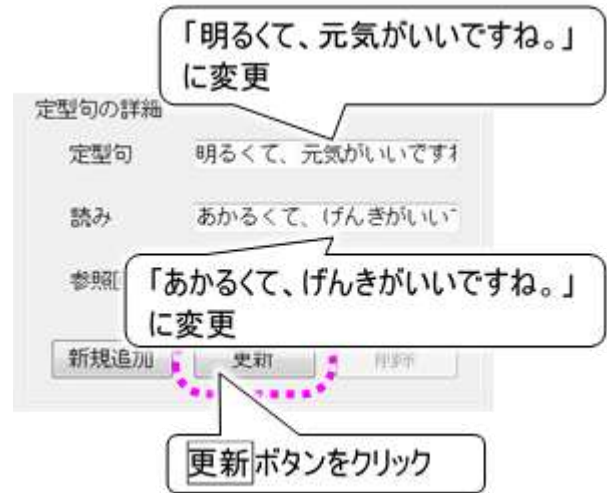 「明るくて、元気がいいですね。」
に変更
定型句の詳細
定型句
明るくて、元気がいいです
読み
あかるくて、げんきがいい
参照
「あかるくて、げんきがいいですね。」
に変更
新規追加 更新 削除
更新ボタンをクリック